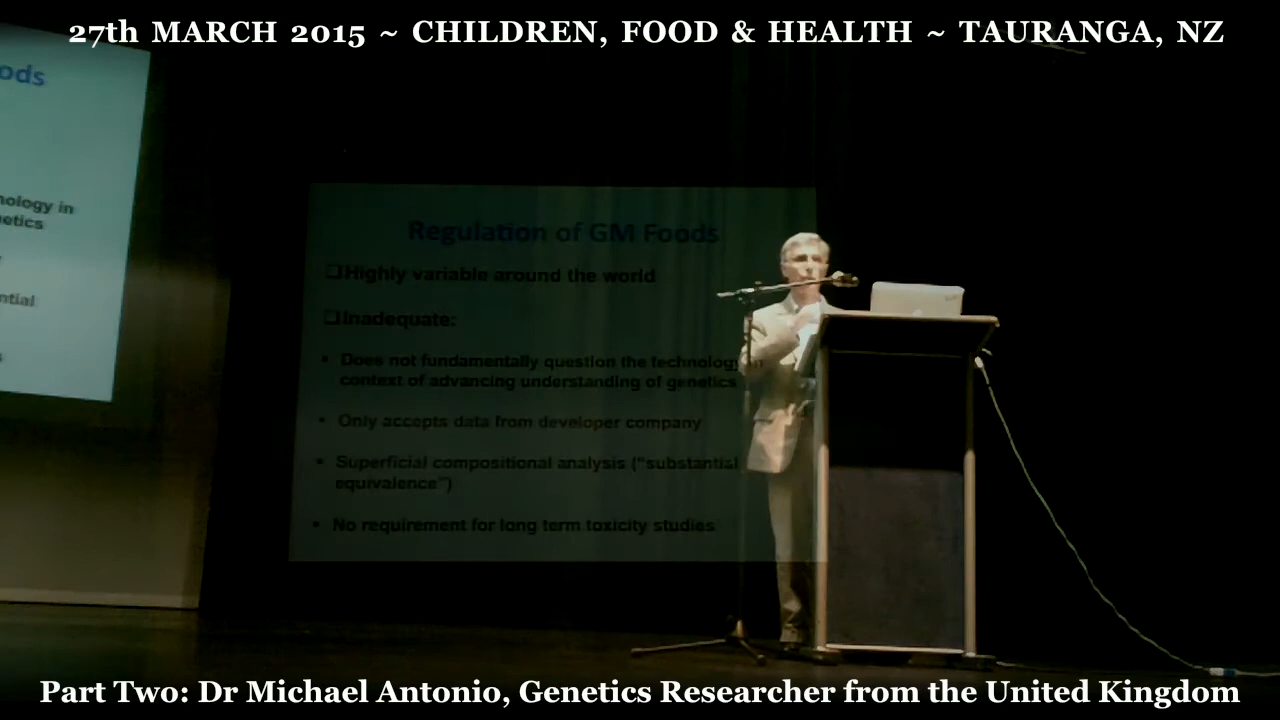 27th MARCH 2015 ~ CHILDREN, FOOD & HEALTH ~ TAURANGA, NZ
ods
nology in
netics
ntial
s
Regulation of GM Foods
❑Highly variable around the world
❑Inadequate:
• Does not fundamentally question the technology in
context of advancing understanding of genetics
• Only accepts data from developer company
• Superficial compositional analysis ("substantial
equivalence")
• No requirement for long term toxicity studies
Part Two: Dr Michael Antonio, Genetics Researcher from the United Kingdom